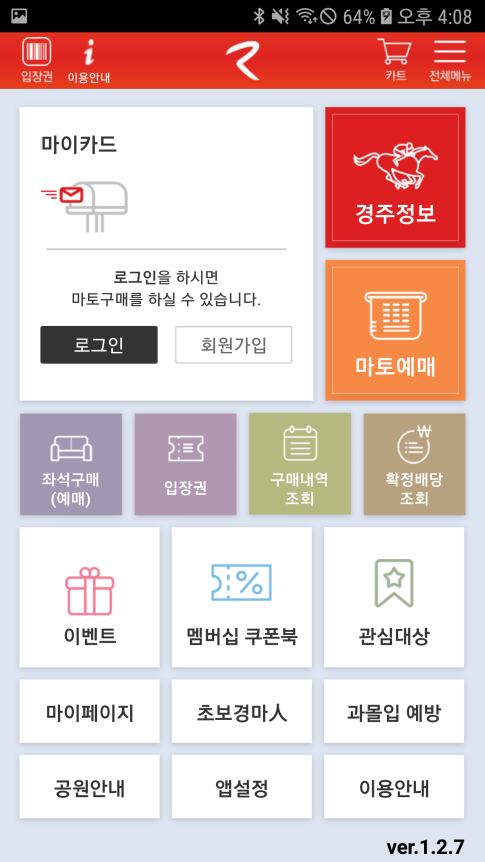 64% 오후 4:08
입장권
이용안내
카트
전체메뉴
마이카드
로그인을 하시면
마토구매를 하실 수 있습니다.
로그인
회원가입
경주정보
마토예매
좌석구매
(예매)
입장권
구매내역
조회
확정배당
조회
이벤트
멤버십 쿠폰북
관심대상
마이페이지
초보경마人
과몰입 예방
공원안내
앱설정
이용안내
ver.1.2.7